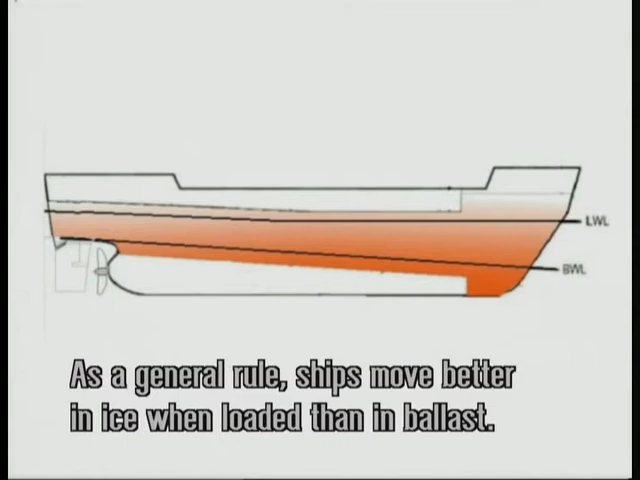 LWL
BWL
As a general rule, ships move better
in ice when loaded than in ballast.